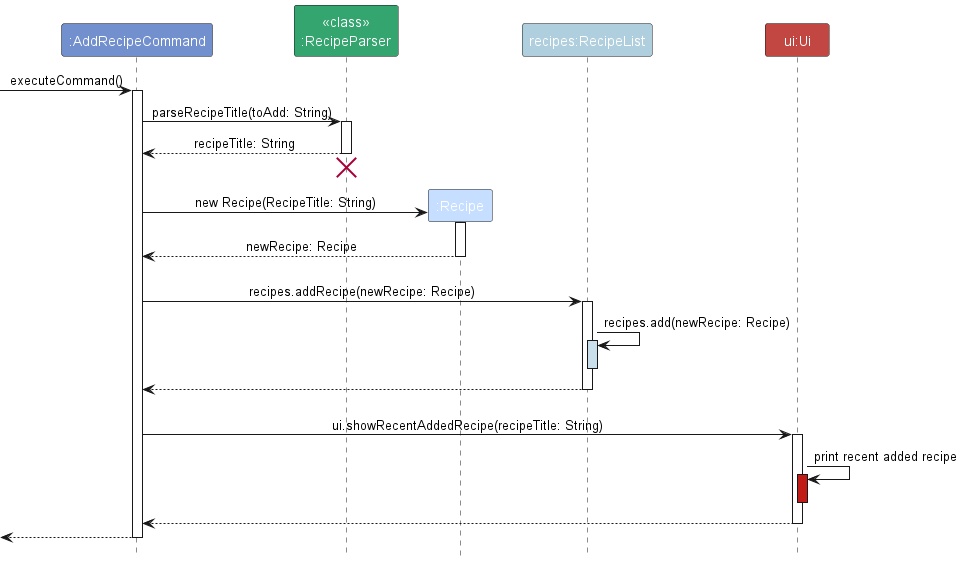 «class»
:AddRecipeCommand
:RecipeParser
recipes:RecipeList
ui:Ui
executeCommand()
parseRecipeTitle(toAdd: String)
recipeTitle: String
new Recipe(RecipeTitle: String)
:Recipe
newRecipe: Recipe
recipes.addRecipe(newRecipe: Recipe)
recipes.add(newRecipe: Recipe)
ui.showRecentAddedRecipe(recipeTitle: String)
print recent added recipe